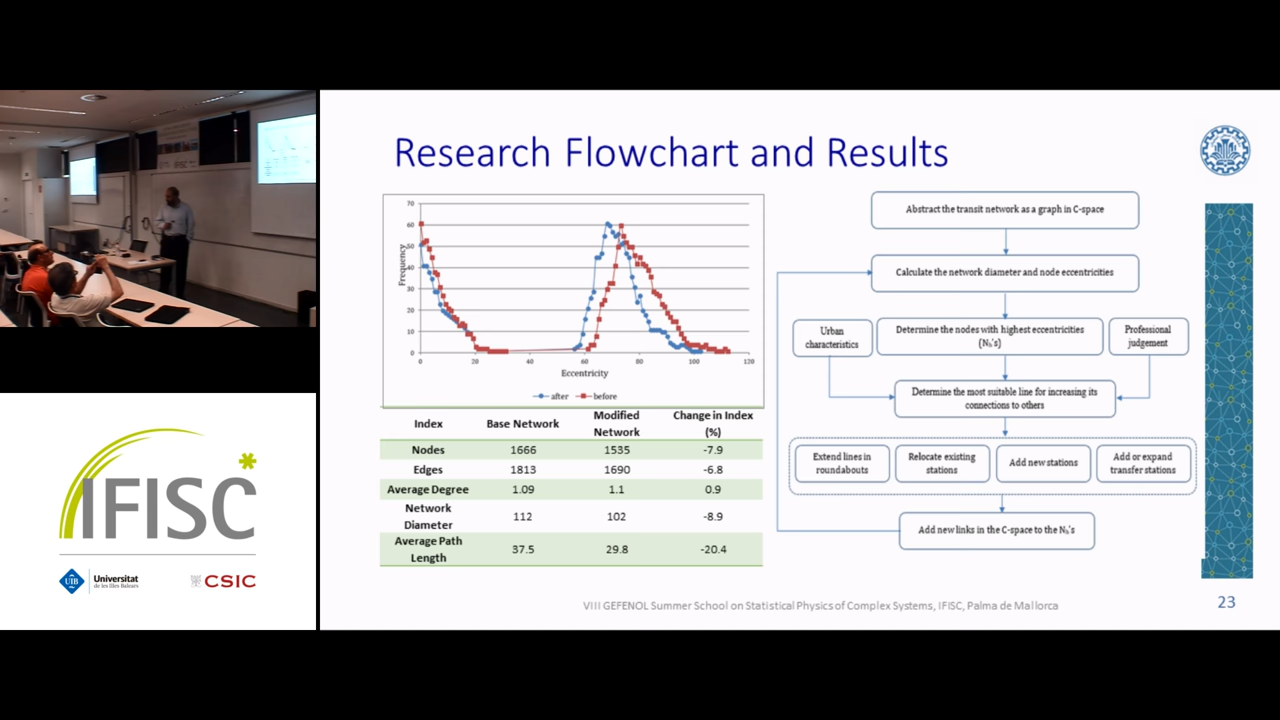 Research Flowchart and Results
70
60
50
40
30
20
10
0
Frequency
0 20 40 60 80 100 120
Eccentricity
after before
Index Base Network Modified Network Change in Index (%)
Nodes 1666 1535 -7.9
Edges 1813 1690 -6.8
Average Degree 1.09 1.1 0.9
Network Diameter 112 102 -8.9
Average Path Length 37.5 29.8 -20.4
Abstract the transit network as a graph in C-space
Calculate the network diameter and node eccentricities
Urban
characteristics
Determine the nodes with highest eccentricities
(Nₕ's)
Professional
judgement
Determine the most suitable line for increasing its
connections to others
Extend lines in
roundabouts
Relocate existing
stations
Add new stations
Add or expand
transfer stations
Add new links in the C-space to the Nₕ's
VIII GEFENOL Summer School on Statistical Physics of Complex Systems, IFISC, Palma de Mallorca
23
IFISC
UIB
Universitat
de les Illes Balears
CSIC